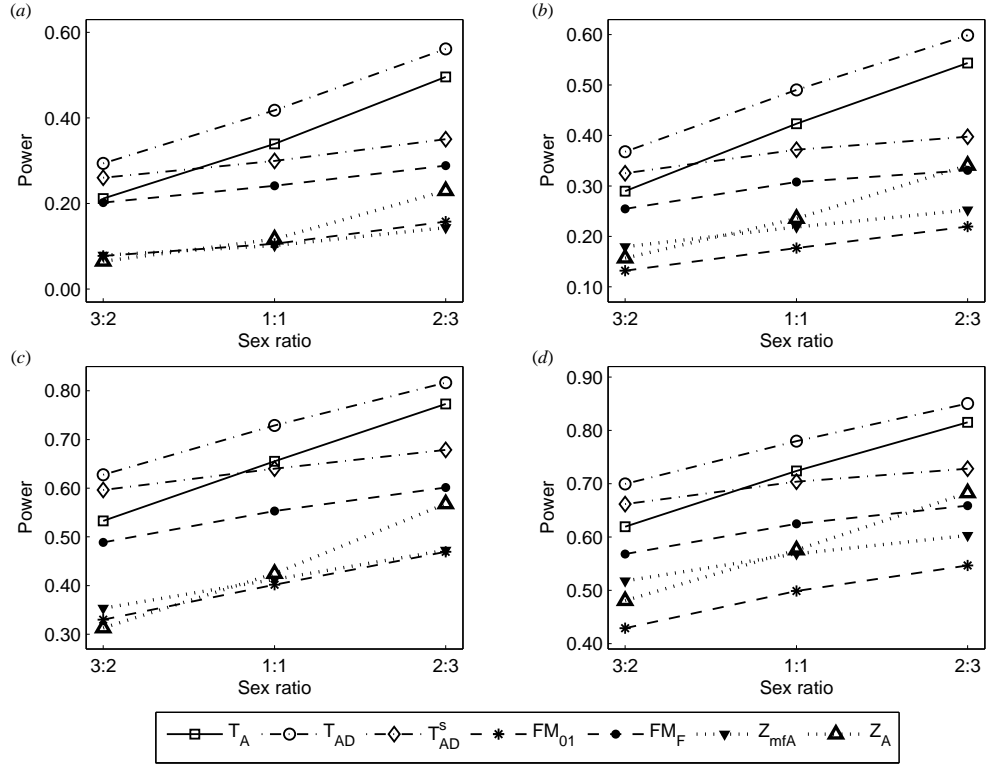 (a)
0.60
0.40
0.20
0.00
Power
3:2 1:1 2:3
Sex ratio
(b)
0.60
0.50
0.40
0.30
0.20
0.10
Power
3:2 1:1 2:3
Sex ratio
(c)
0.80
0.70
0.60
0.50
0.40
0.30
Power
3:2 1:1 2:3
Sex ratio
(d)
0.90
0.80
0.70
0.60
0.50
0.40
Power
3:2 1:1 2:3
Sex ratio
T_A T_AD T^s_AD FM_01 FM_F Z_mfA Z_A